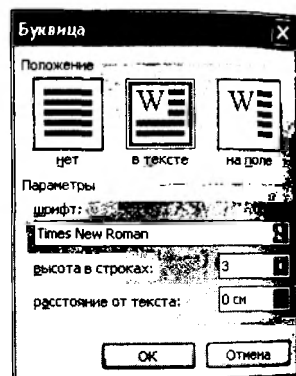 Буквица
Положение
W W
нет в тексте на поле
Параметры
шрифт:
Times New Roman
высота в строках: 3
расстояние от текста: 0 см
ОК Отмена